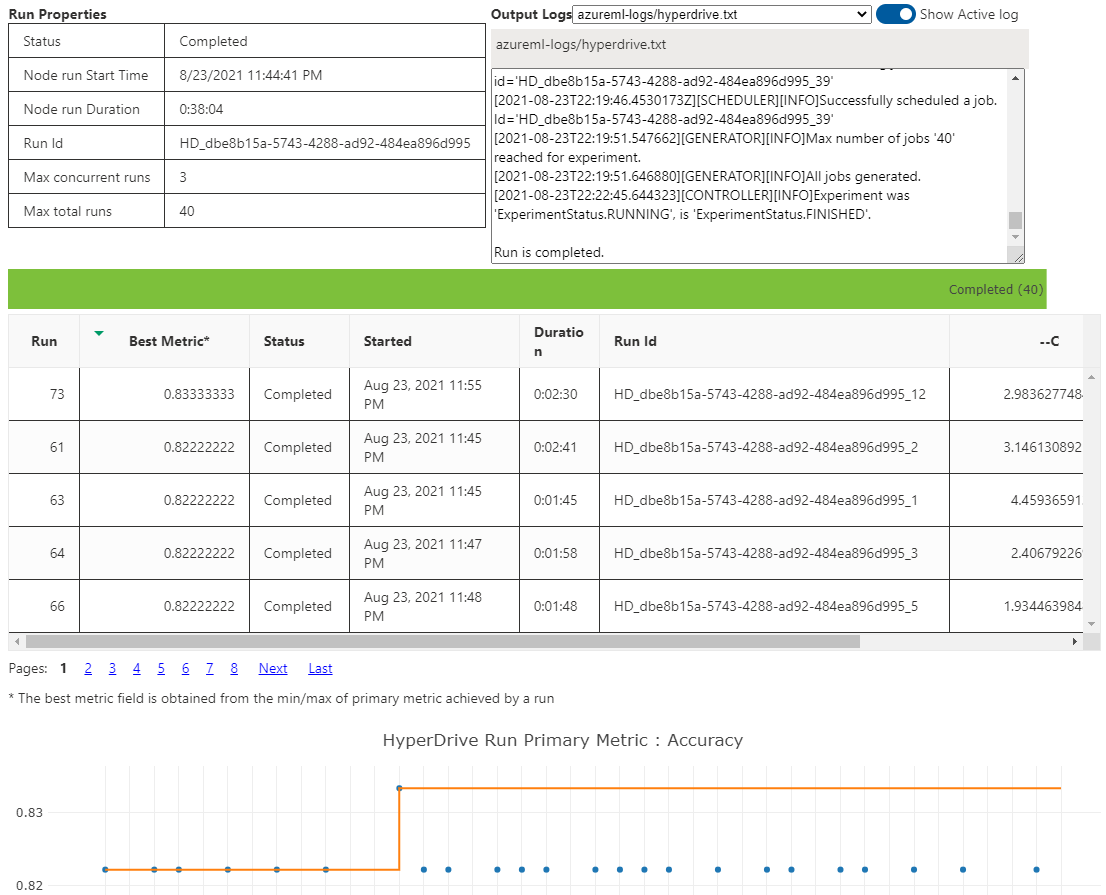 Run Properties
Status Completed
Node run Start Time 8/23/2021 11:44:41 PM
Node run Duration 0:38:04
Run Id HD_dbe8b15a-5743-4288-ad92-484ea896d995
Max concurrent runs 3
Max total runs 40
Output Logs azureml-logs/hyperdrive.txt Show Active log
azureml-logs/hyperdrive.txt
id='HD_dbe8b15a-5743-4288-ad92-484ea896d995_39'
[2021-08-23T22:19:46.4530173Z][SCHEDULER][INFO]Successfully scheduled a job.
Id='HD_dbe8b15a-5743-4288-ad92-484ea896d995_39'
[2021-08-23T22:19:51.547662][GENERATOR][INFO]Max number of jobs '40'
reached for experiment.
[2021-08-23T22:19:51.646880][GENERATOR][INFO]All jobs generated.
[2021-08-23T22:22:45.644323][CONTROLLER][INFO]Experiment was
'ExperimentStatus.RUNNING', is 'ExperimentStatus.FINISHED'.
Run is completed.
Completed (40)
Run Best Metric* Status Started Duratio
n Run Id --C
73 0.83333333 Completed Aug 23, 2021 11:55
PM 0:02:30 HD_dbe8b15a-5743-4288-ad92-484ea896d995_12 2.983627748
61 0.82222222 Completed Aug 23, 2021 11:45
PM 0:02:41 HD_dbe8b15a-5743-4288-ad92-484ea896d995_2 3.146130892
63 0.82222222 Completed Aug 23, 2021 11:45
PM 0:01:45 HD_dbe8b15a-5743-4288-ad92-484ea896d995_1 4.45936591
64 0.82222222 Completed Aug 23, 2021 11:47
PM 0:01:58 HD_dbe8b15a-5743-4288-ad92-484ea896d995_3 2.40679226
66 0.82222222 Completed Aug 23, 2021 11:48
PM 0:01:48 HD_dbe8b15a-5743-4288-ad92-484ea896d995_5 1.934463984
Pages: 1 2 3 4 5 6 7 8 Next Last
* The best metric field is obtained from the min/max of primary metric achieved by a run
HyperDrive Run Primary Metric : Accuracy
0.83
0.82